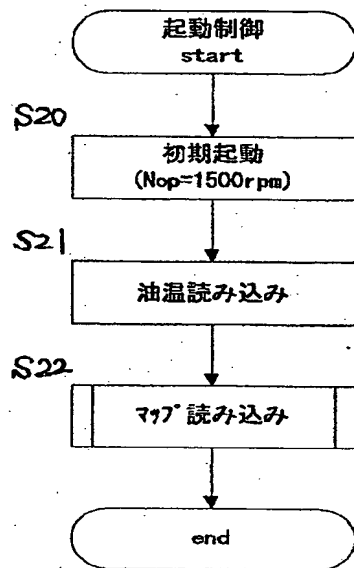 起動制御
start
S20
初期起動
(Nop=1500rpm)
S21
油温読み込み
S22
ﾏｯﾌﾟ読み込み
end